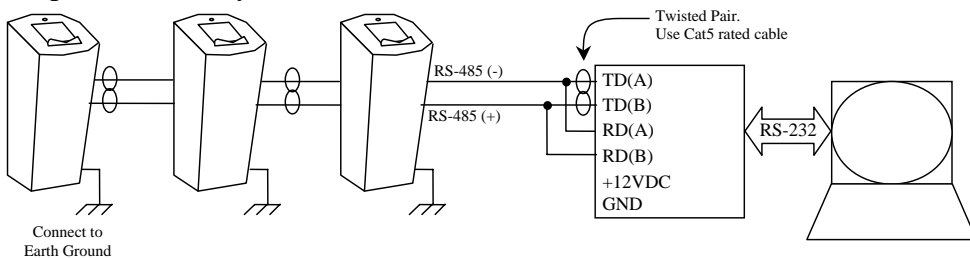 Twisted Pair.
Use Cat5 rated cable
RS-485 (-)
RS-485 (+)
TD(A)
TD(B)
RD(A)
RD(B)
+12VDC
GND
RS-232
Connect to
Earth Ground